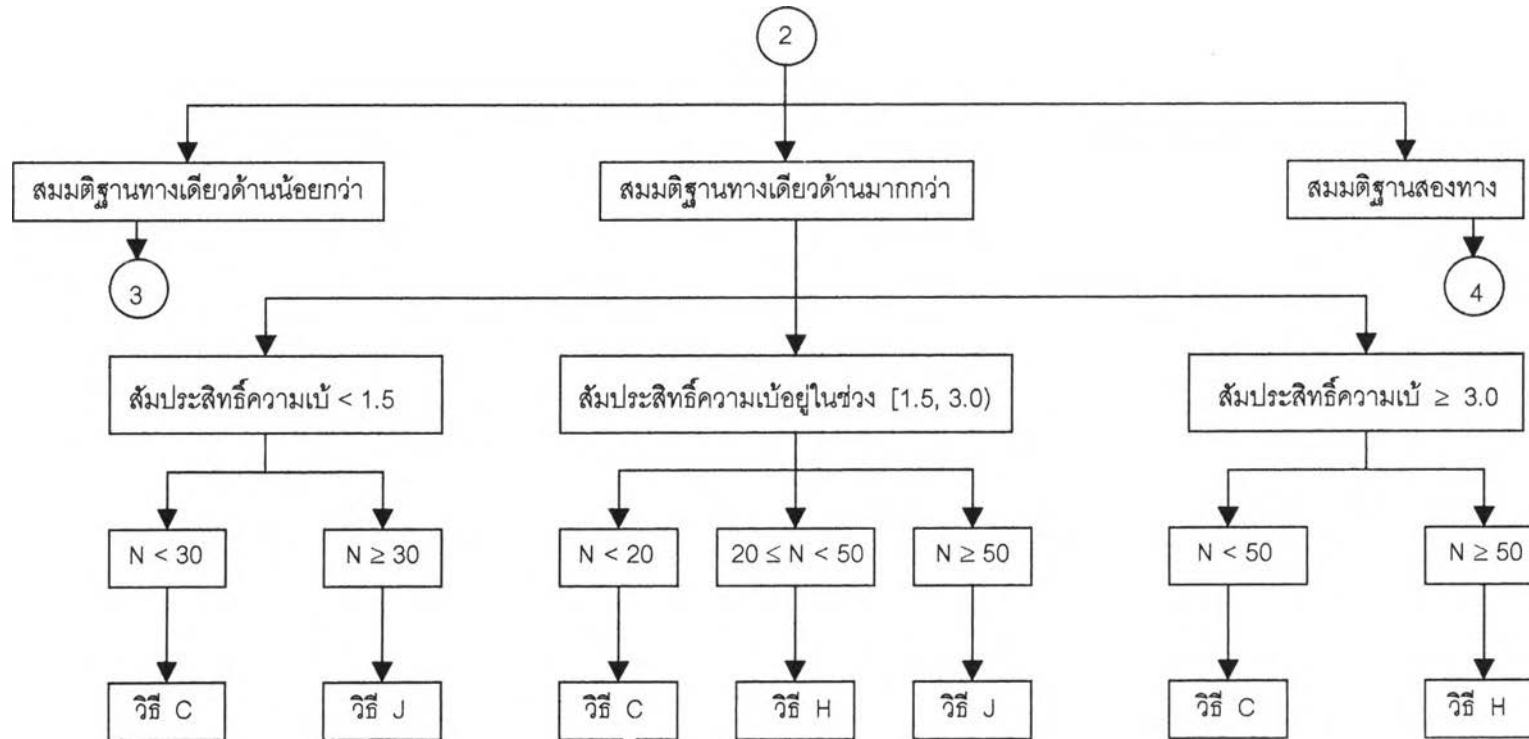 2
สมมติฐานทางเดียวด้านน้อยกว่า
สมมติฐานทางเดียวด้านมากกว่า
สมมติฐานสองทาง
3
4
สัมประสิทธิ์ความเบ้ < 1.5
สัมประสิทธิ์ความเบ้อยู่ในช่วง [1.5, 3.0)
สัมประสิทธิ์ความเบ้ ≥ 3.0
N < 30
N ≥ 30
N < 20
20 ≤ N < 50
N ≥ 50
N < 50
N ≥ 50
วิธี C
วิธี J
วิธี C
วิธี H
วิธี J
วิธี C
วิธี H